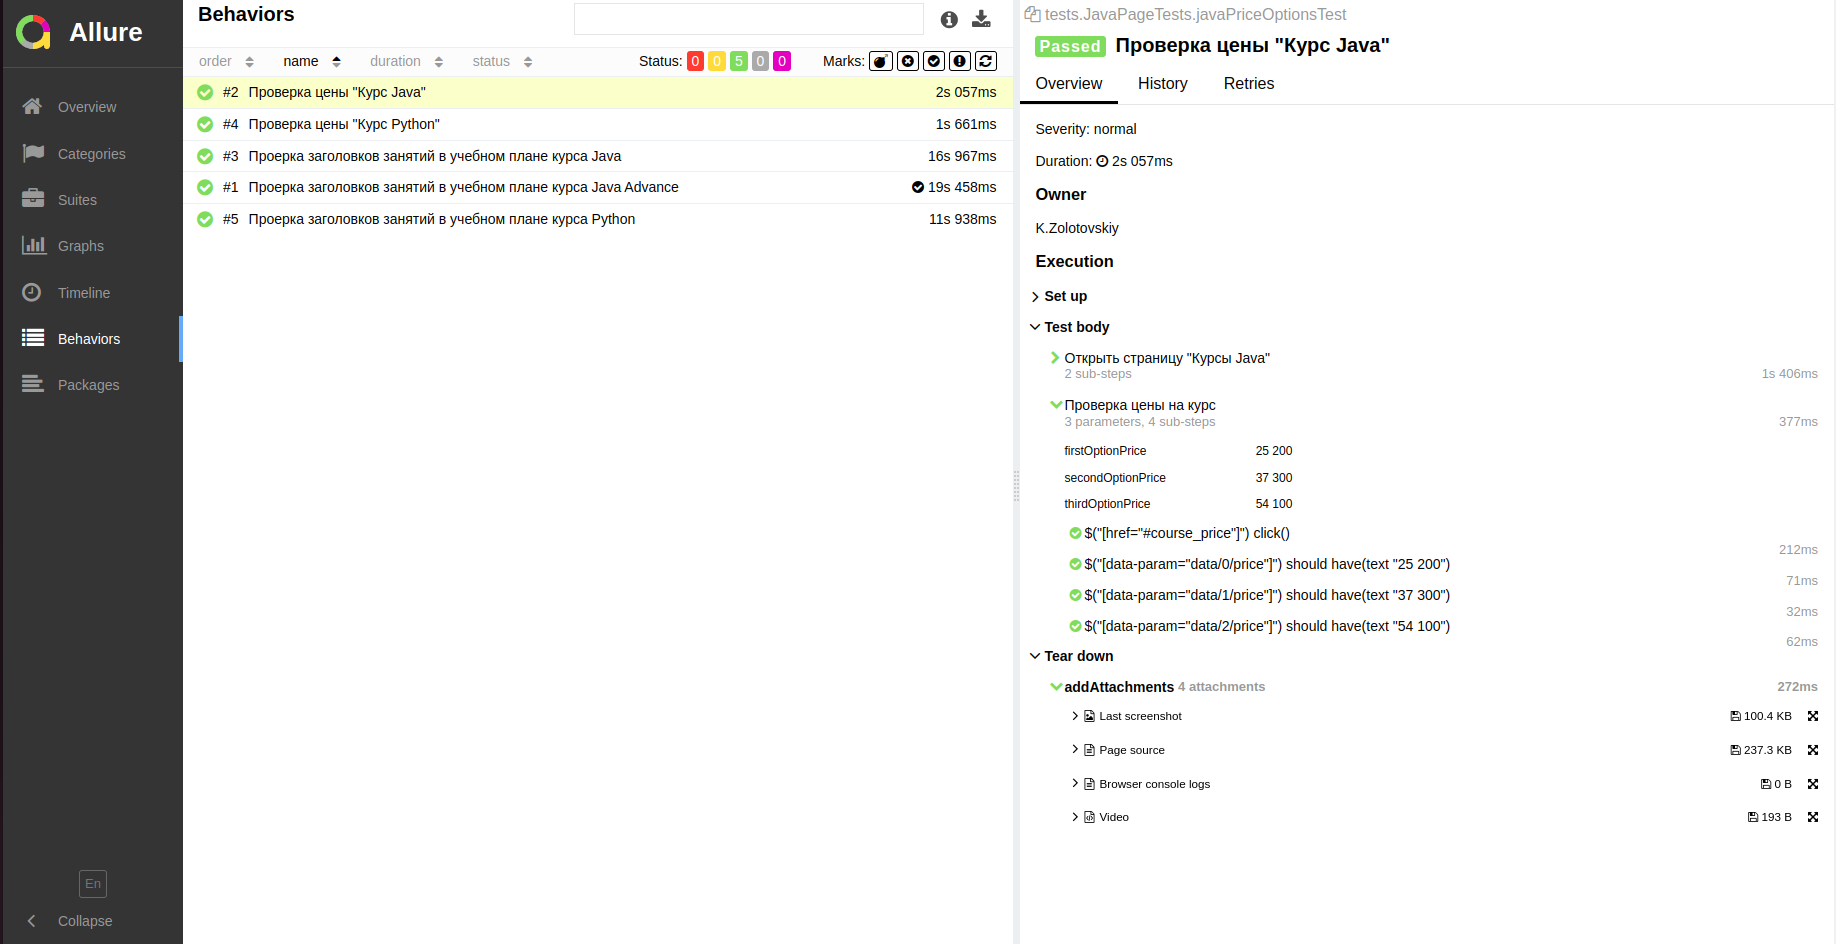 Allure
Overview
Categories
Suites
Graphs
Timeline
Behaviors
Packages
En
Collapse
Behaviors
order name duration status Status: 0 0 5 0 0 Marks:
#2 Проверка цены "Курс Java" 2s 057ms
#4 Проверка цены "Курс Python" 1s 661ms
#3 Проерка заголовков занятий в учебном плане курса Java 16s 967ms
#1 Проерка заголовков занятий в учебном плане курса Java Advance 19s 458ms
#5 Проерка заголовков занятий в учебном плане курса Python 11s 938ms
tests.JavaPageTests.javaPriceOptionsTest
Passed Проверка цены "Курс Java"
Overview History Retries
Severity: normal
Duration: 2s 057ms
Owner
K.Zolotovskiy
Execution
Set up
Test body
Открыть страницу "Курсы Java"
2 sub-steps 1s 406ms
Проверка цены на курс
3 parameters, 4 sub-steps 377ms
firstOptionPrice 25 200
secondOptionPrice 37 300
thirdOptionPrice 54 100
$("[href="#course_price"]") click()
212ms
$("[data-param="data/0/price"]") should have(text "25 200")
71ms
$("[data-param="data/1/price"]") should have(text "37 300")
32ms
$("[data-param="data/2/price"]") should have(text "54 100")
62ms
Tear down
addAttachments 4 attachments 272ms
Last screenshot 100.4 KB
Page source 237.3 KB
Browser console logs 0 B
Video 193 B